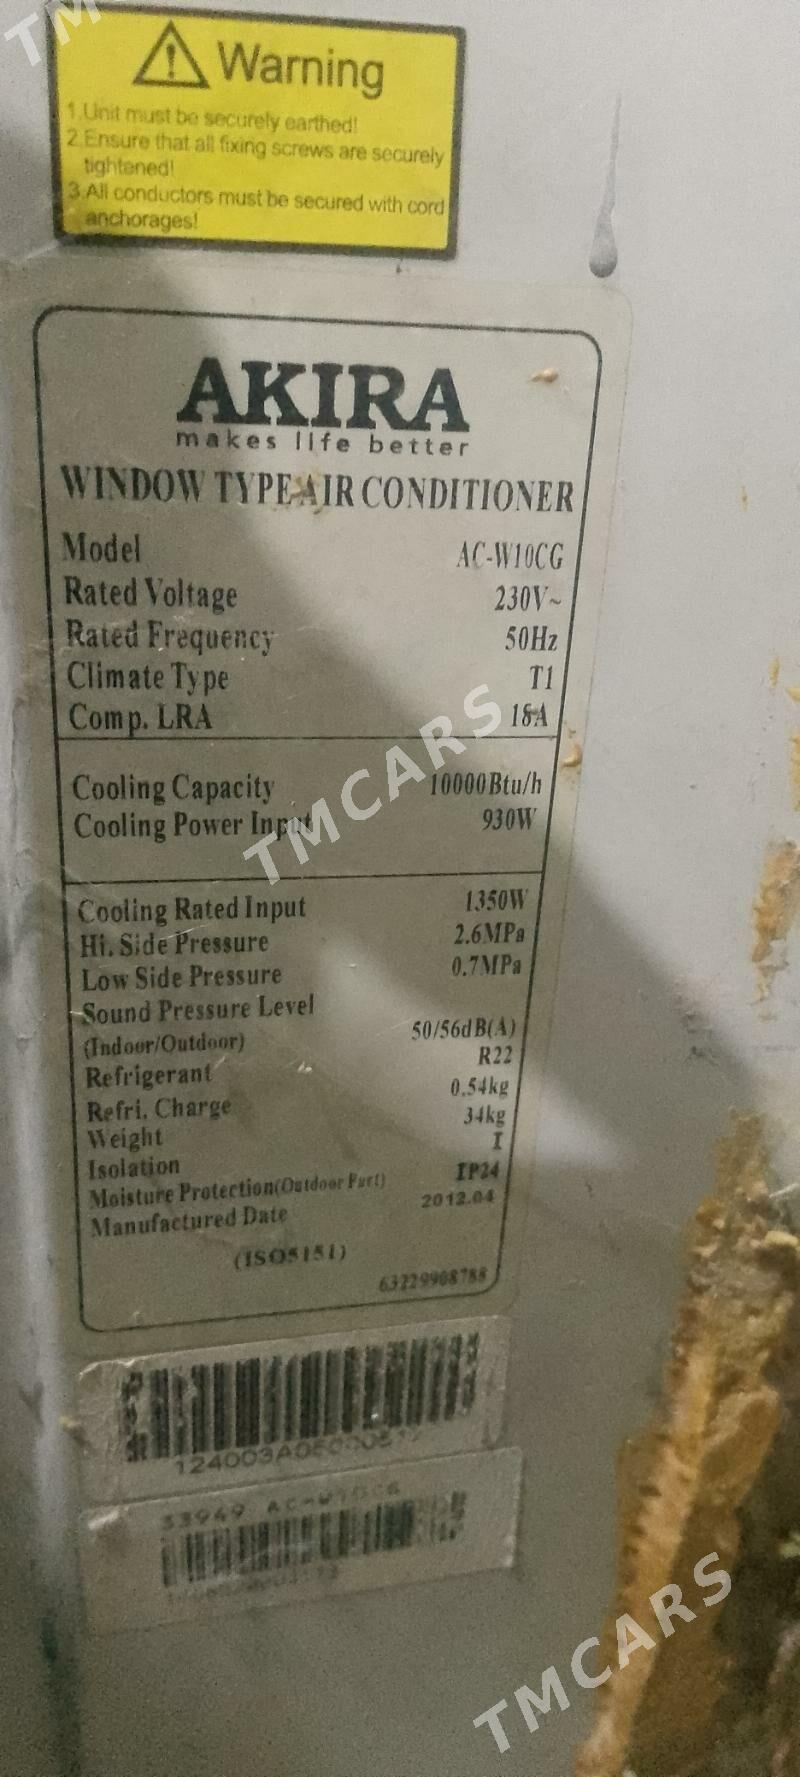 TMCARS
Warning
1.Unit must be securely earthed!
2.Ensure that all fixing screws are securely
tightened!
3.All conductors must be secured with cord
anchorages!
AKIRA
makes life better
WINDOW TYPE AIR CONDITIONER
Model AC-W10CG
Rated Voltage 230V~
Rated Frequency 50Hz
Climate Type T1
Comp. LRA 18A
Cooling Capacity 10000Btu/h
Cooling Power Input 930W
TMCARS
Cooling Rated Input 1350W
Hi. Side Pressure 2.6MPa
Low Side Pressure 0.7MPa
Sound Pressure Level
(Indoor/Outdoor) 50/56dB(A)
Refrigerant R22
Refri. Charge 0.54kg
Weight 34kg
Isolation I
Moisture Protection(Outdoor Part) IP24
Manufactured Date 2012.04
(ISO5151)
63229908788
33949 AC-W10CG
TMCARS